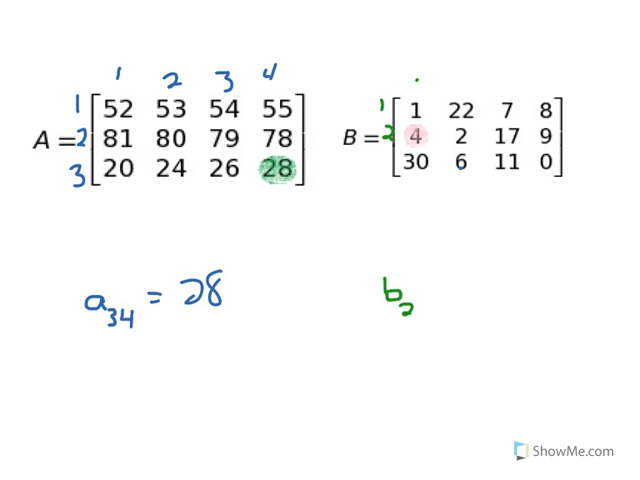 1 2 3 4
1 52 53 54 55
A = 2 81 80 79 78
3 20 24 26 28
1 1 22 7 8
B = 2 4 2 17 9
30 6 11 0
a34 = 28
b2
ShowMe.com